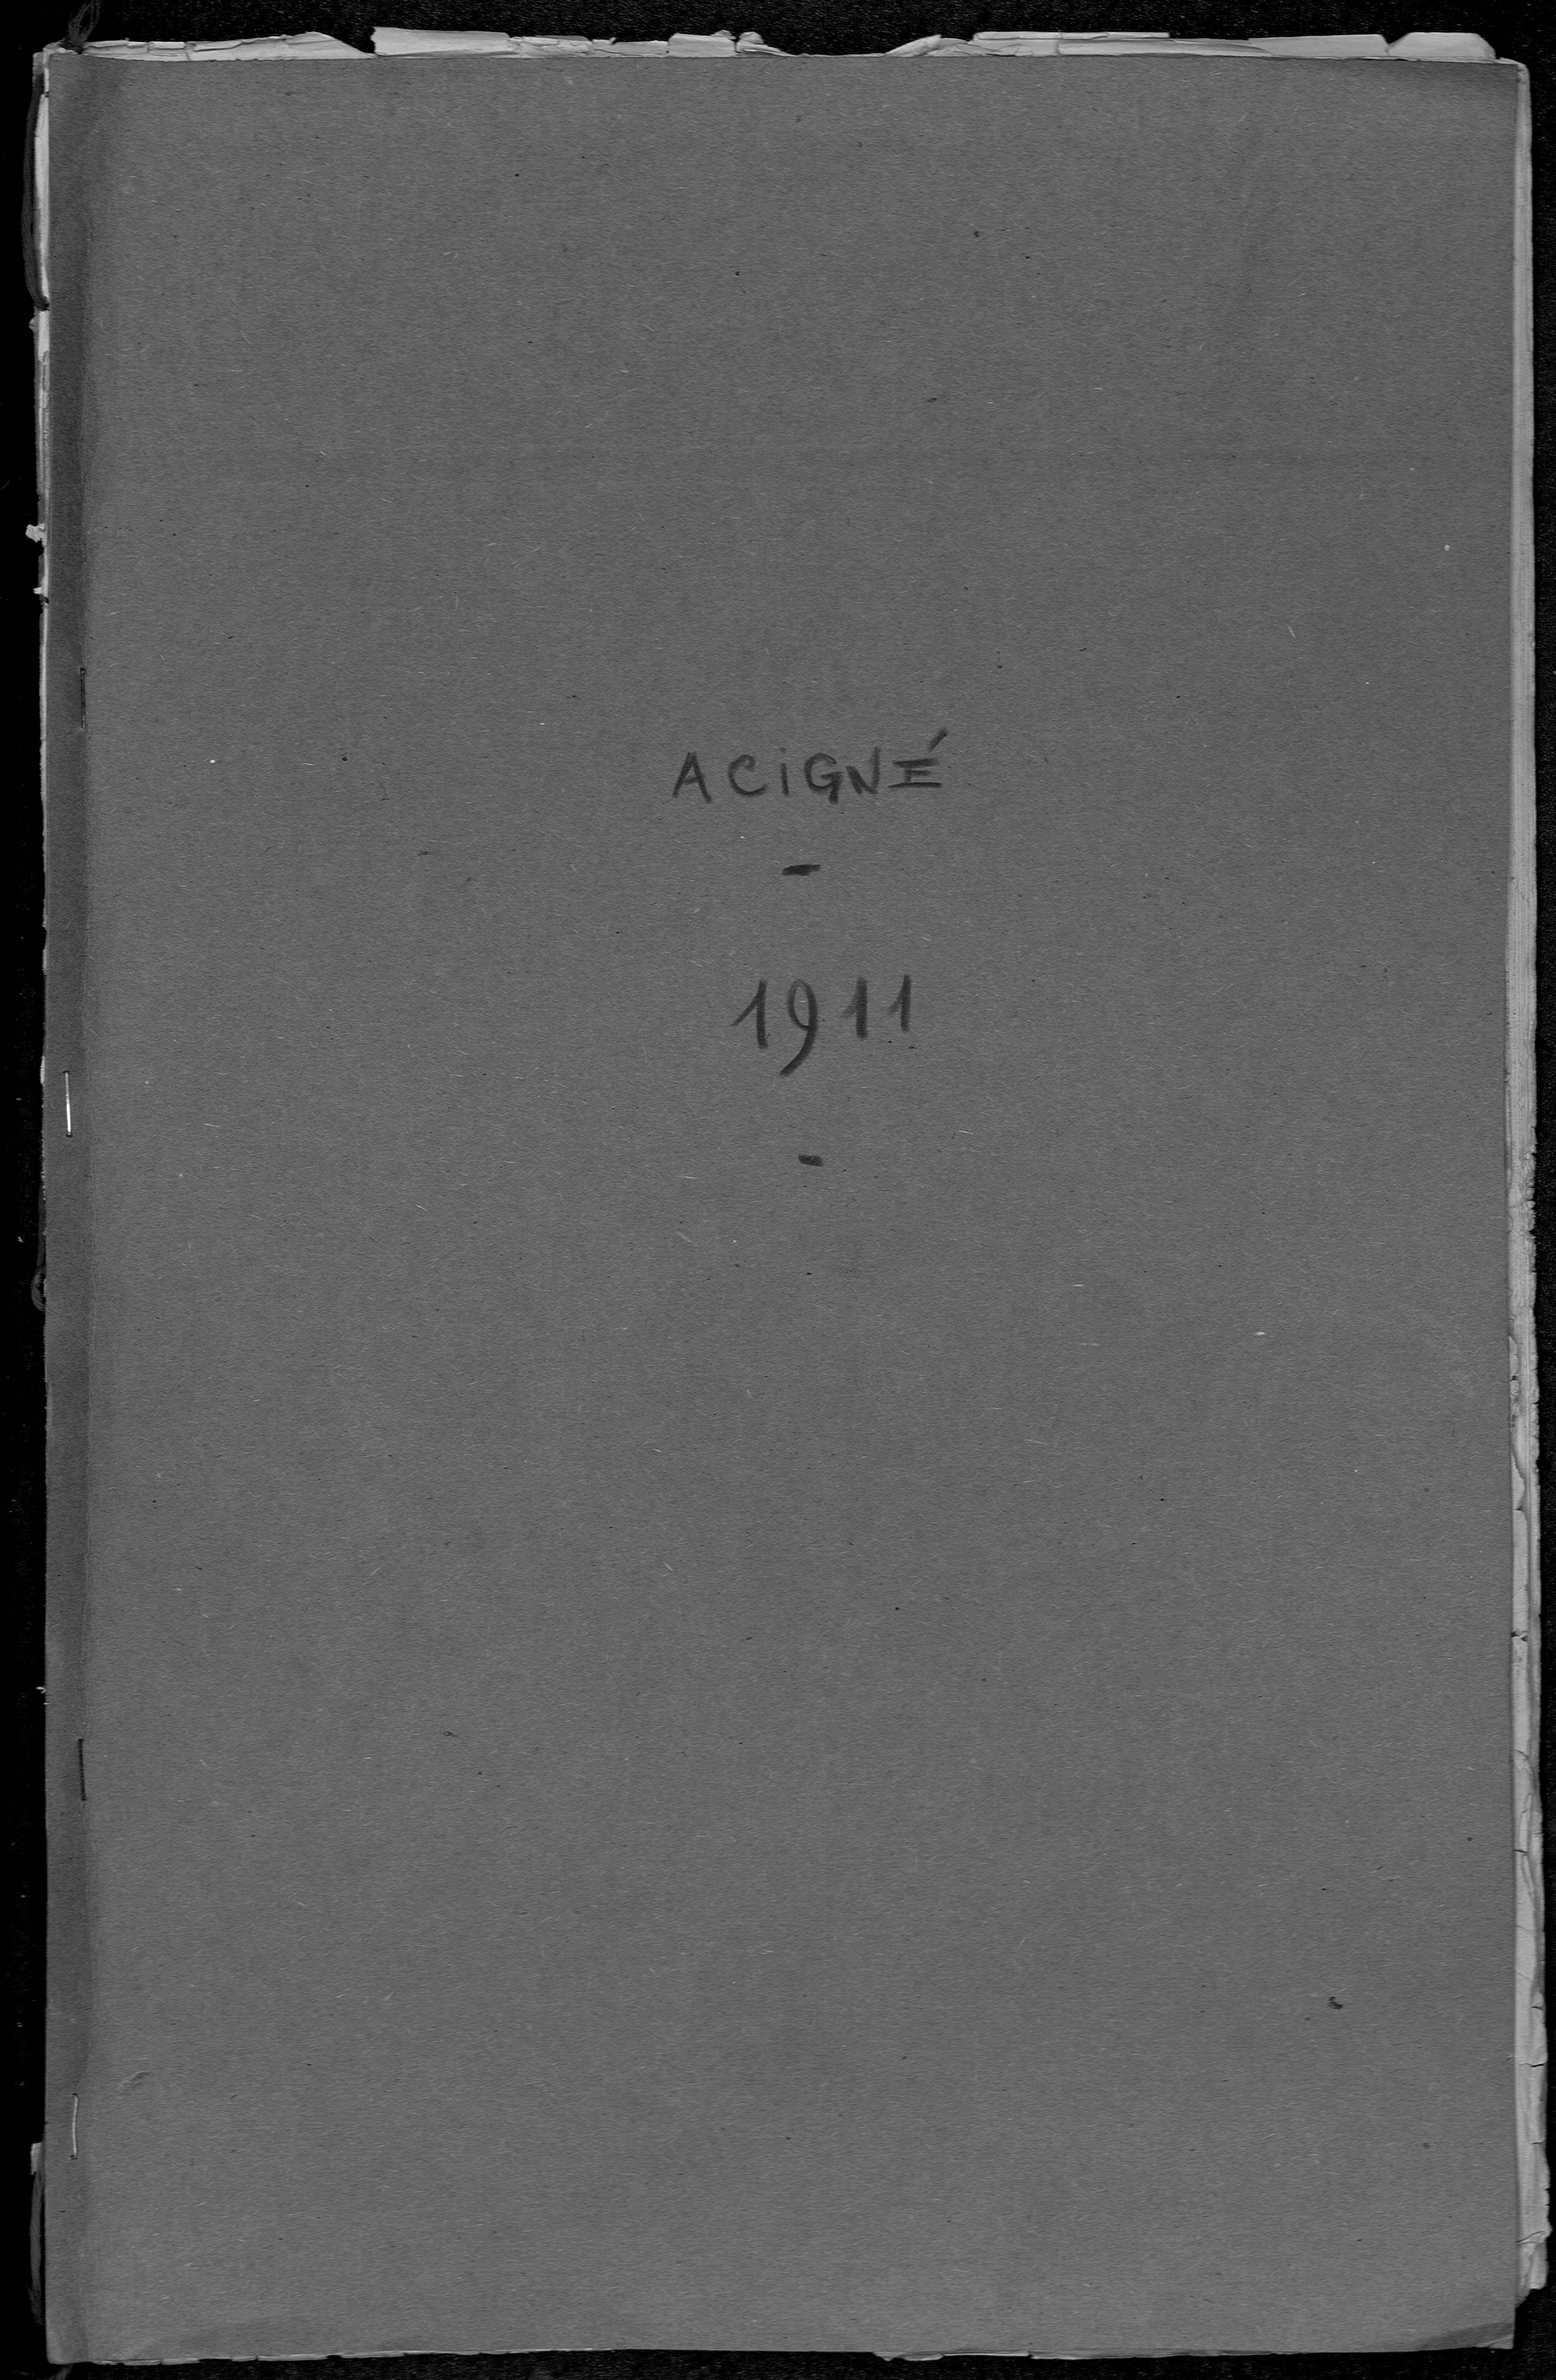 ACiGNÉ
-
1911
-